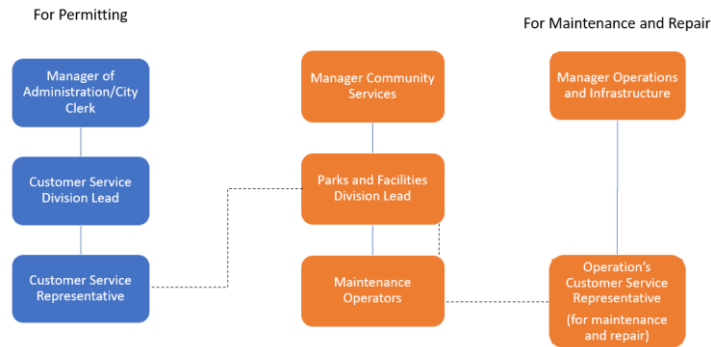 For Permitting
For Maintenance and Repair
Manager of
Administration/City
Clerk
Manager Community
Services
Manager Operations
and Infrastructure
Customer Service
Division Lead
Parks and Facilities
Division Lead
Customer Service
Representative
Maintenance
Operators
Operation's
Customer Service
Representative
(for maintenance
and repair)